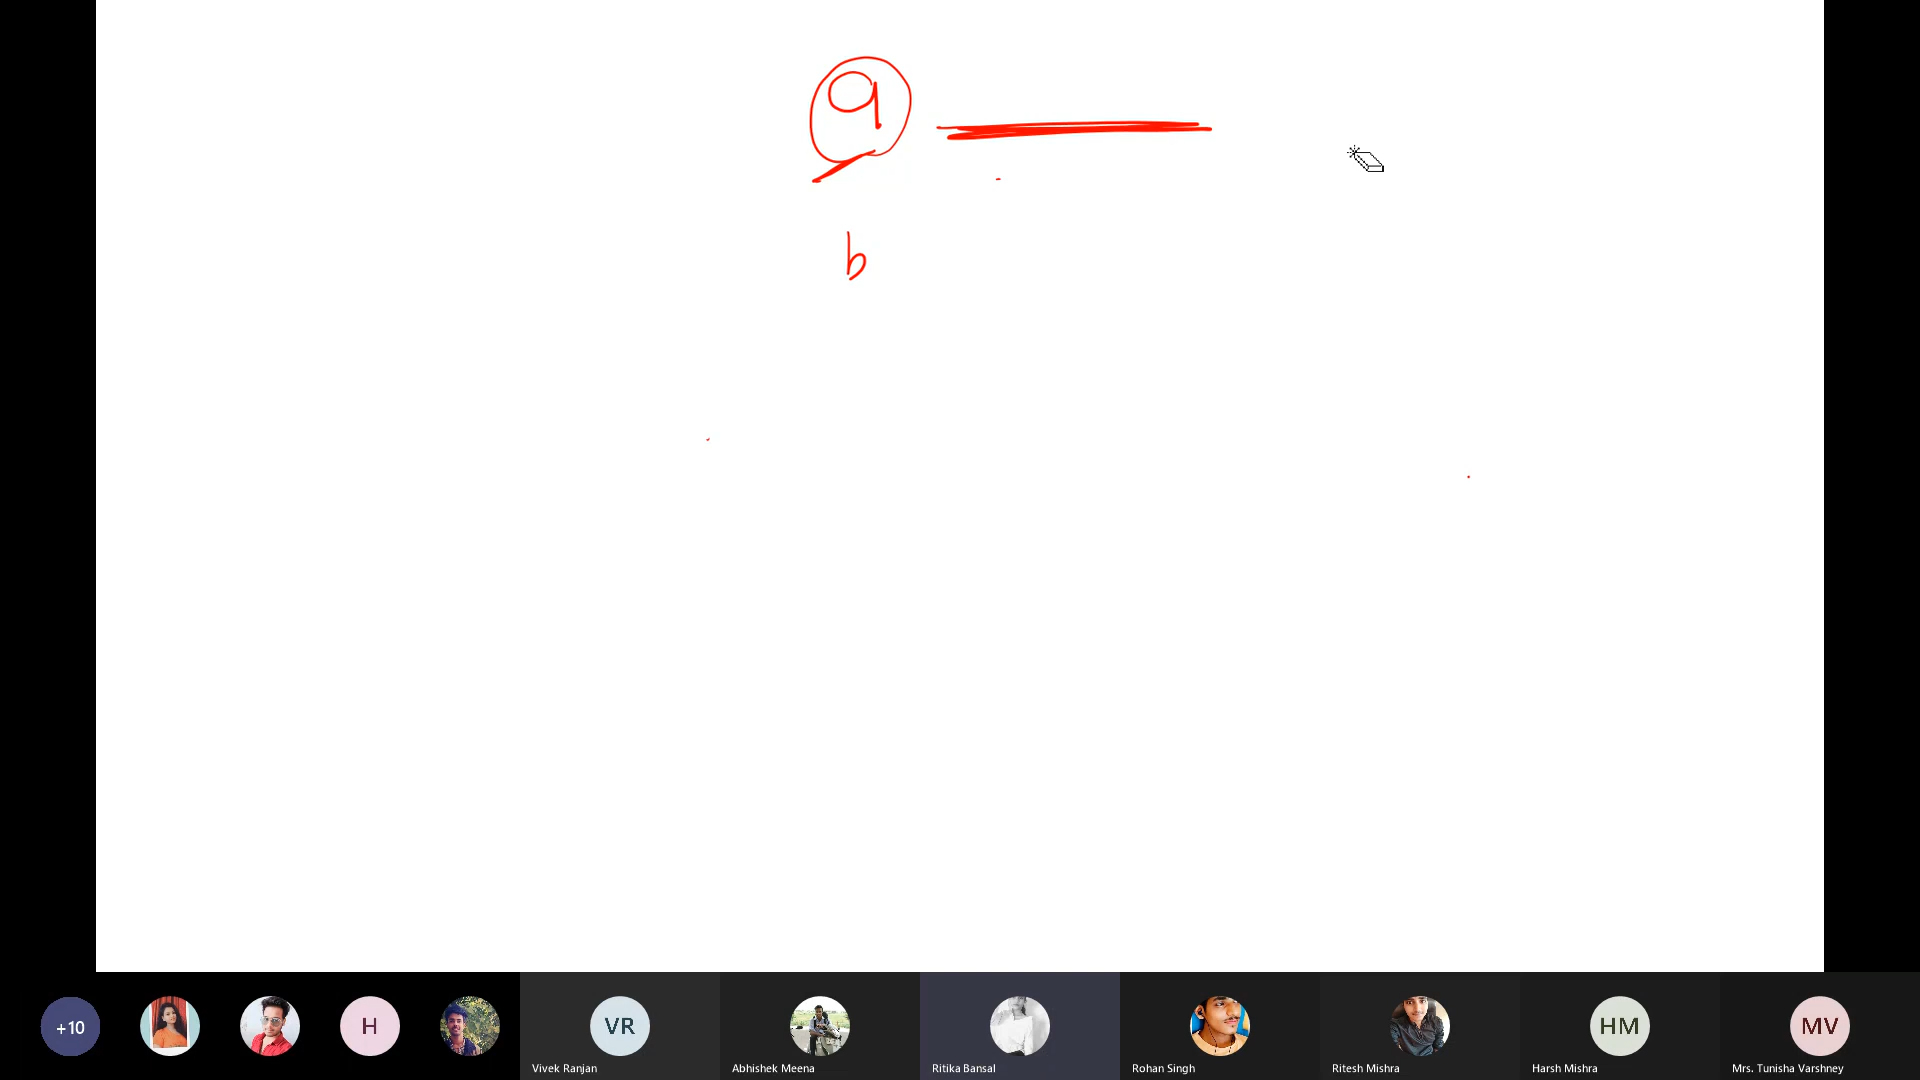 a
b
+10
H
VR
HM
MV
Vivek Ranjan
Abhishek Meena
Ritika Bansal
Rohan Singh
Ritesh Mishra
Harsh Mishra
Mrs. Tunisha Varshney